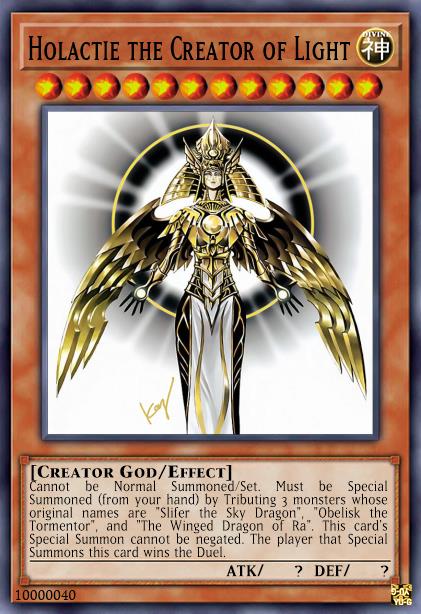 HOLACTIE THE CREATOR OF LIGHT
DIVINE
神
[CREATOR GOD/EFFECT]
Cannot be Normal Summoned/Set. Must be Special
Summoned (from your hand) by Tributing 3 monsters whose
original names are "Slifer the Sky Dragon", "Obelisk the
Tormentor", and "The Winged Dragon of Ra". This card's
Special Summon cannot be negated. The player that Special
Summons this card wins the Duel.
ATK/ ? DEF/ ?
10000040